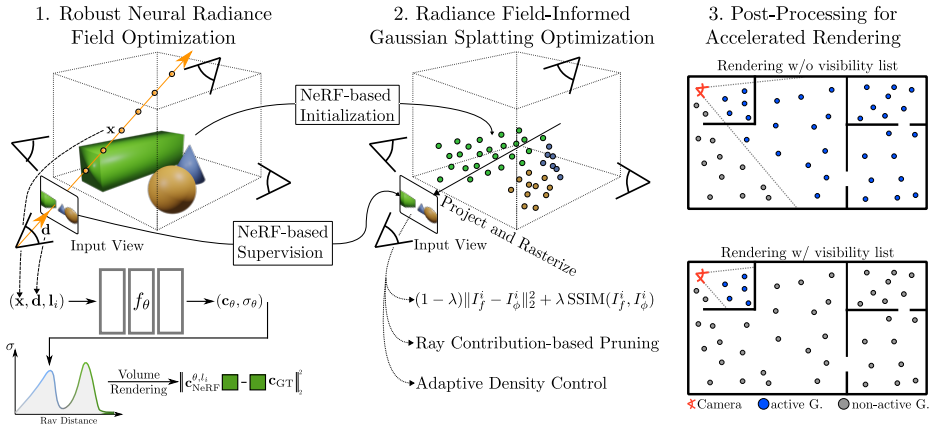 1. Robust Neural Radiance
Field Optimization
x
d
Input View
(x, d, l_i)
f_θ
(c_θ, σ_θ)
σ
Ray Distance
Volume
Rendering
‖c_NeRF^{θ,l_i} - c_GT‖_2^2
NeRF-based
Initialization
NeRF-based
Supervision
2. Radiance Field-Informed
Gaussian Splatting Optimization
Project and Rasterize
Input View
(1 − λ)‖I_f^i − I_ϕ^i‖_2^2 + λ SSIM(I_f^i, I_ϕ^i)
Ray Contribution-based Pruning
Adaptive Density Control
3. Post-Processing for
Accelerated Rendering
Rendering w/o visibility list
Rendering w/ visibility list
Camera
active G.
non-active G.